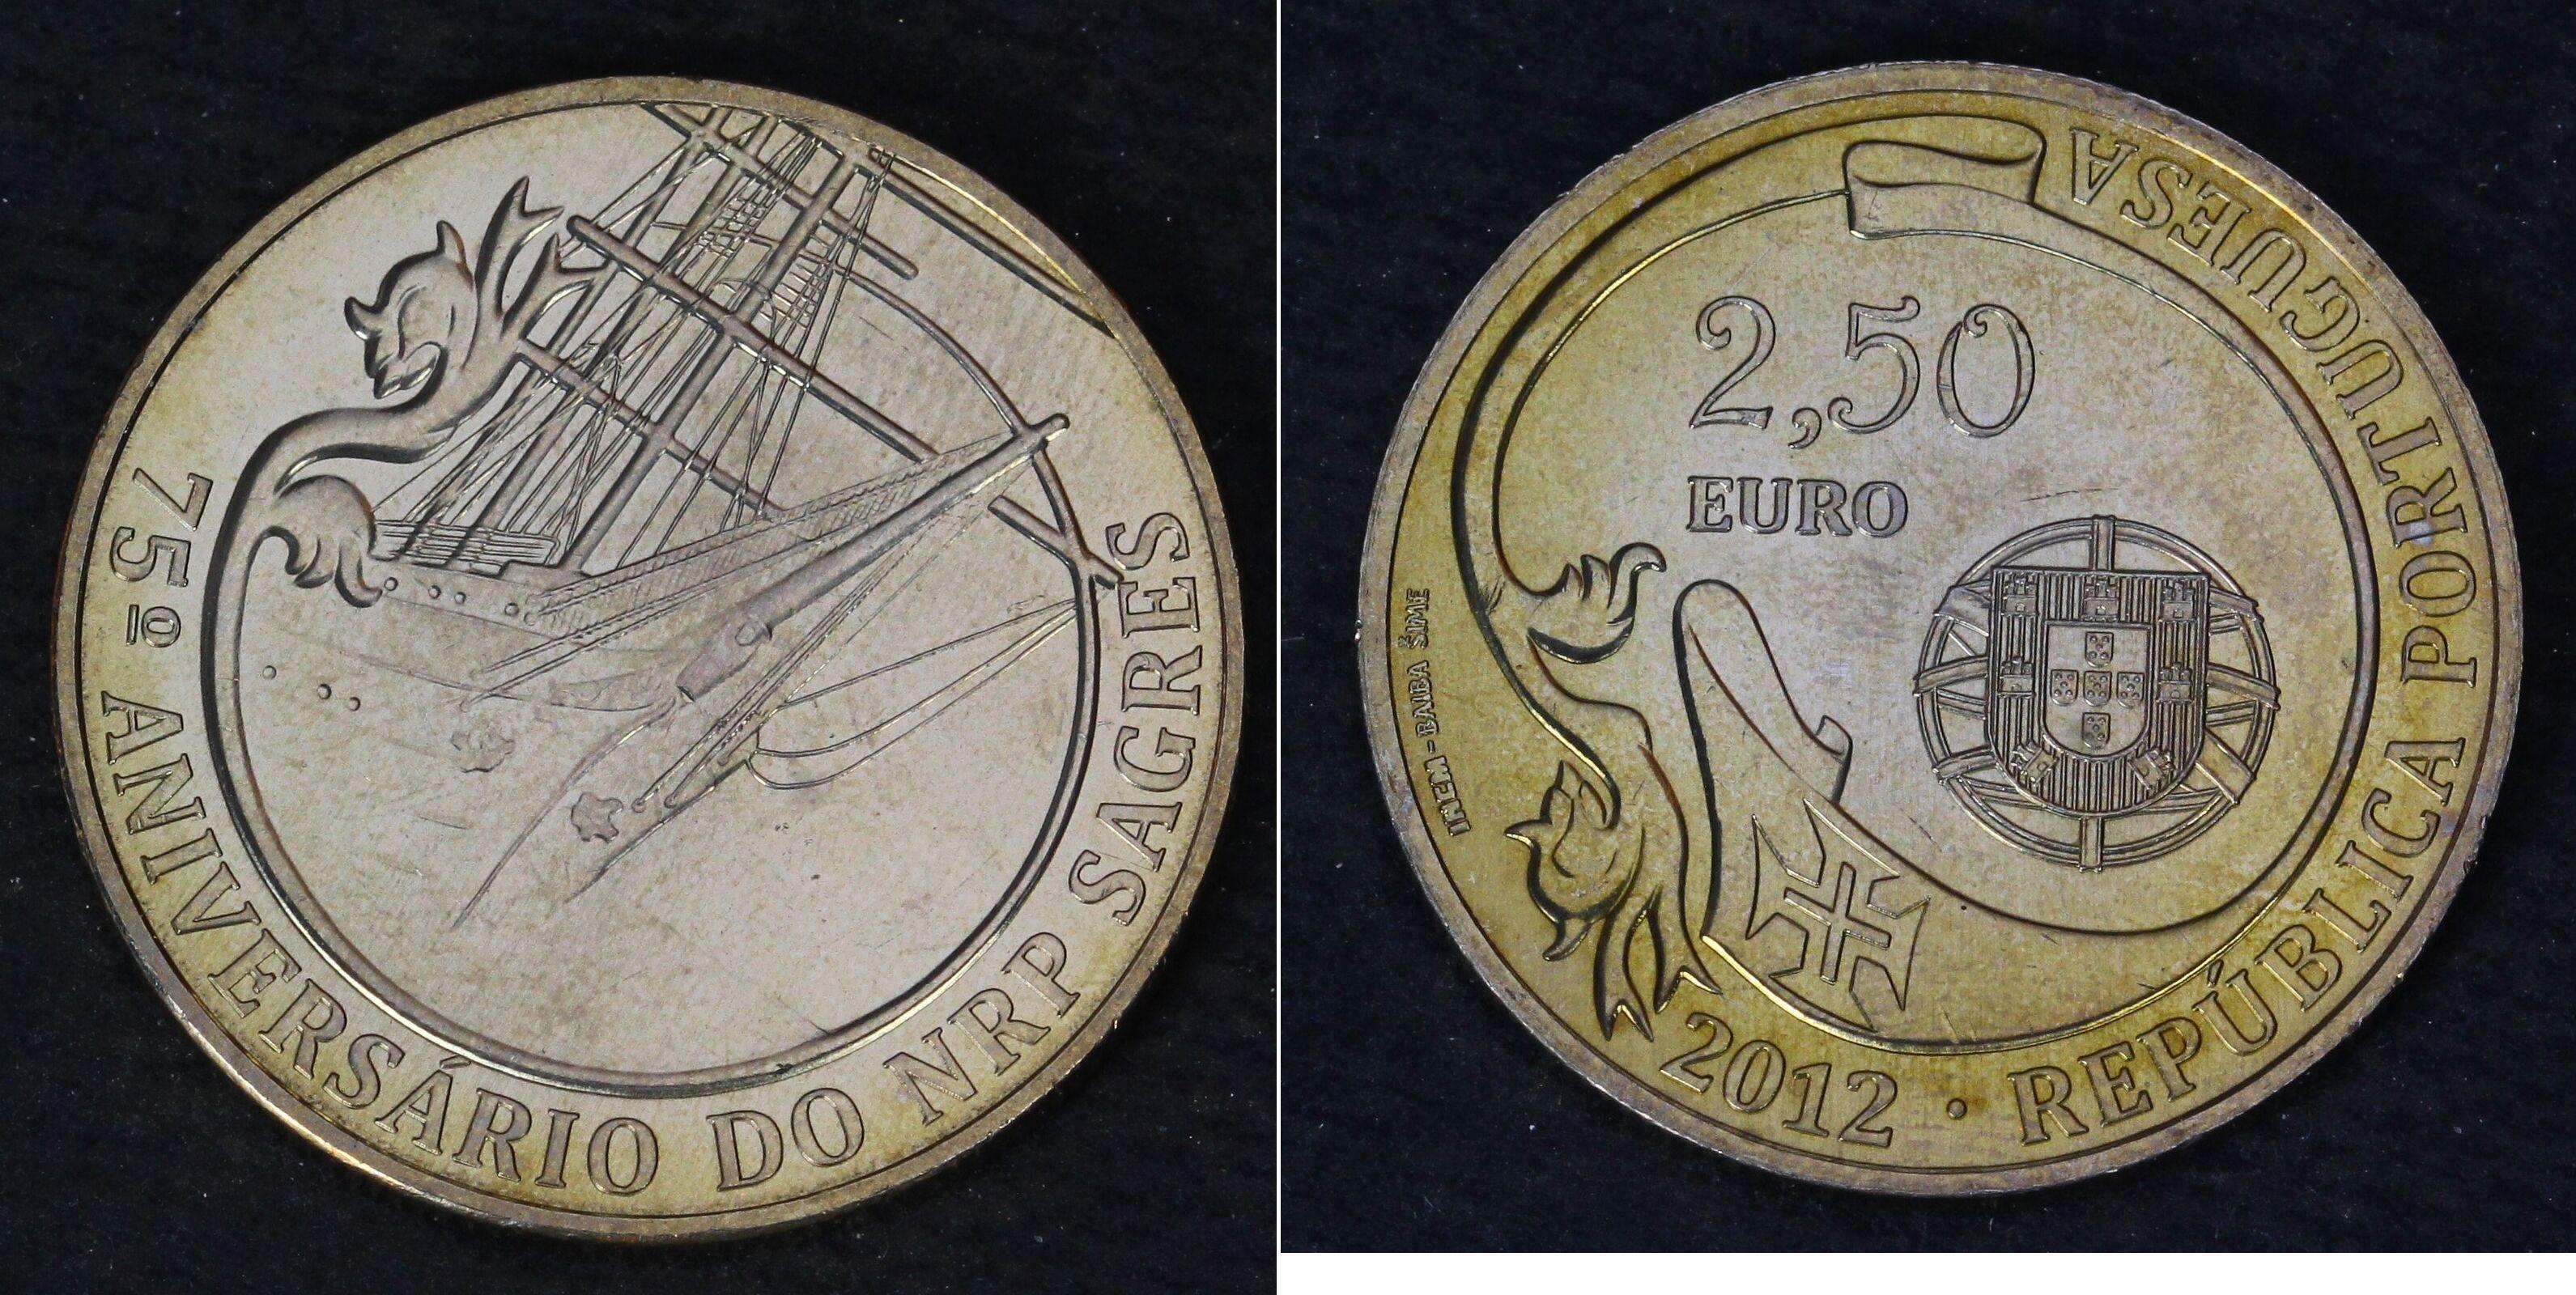 75º ANIVERSÁRIO DO NRP SAGRES
2,50
EURO
INCM - BAIBA ŠIME
2012 · REPÚBLICA PORTUGUESA